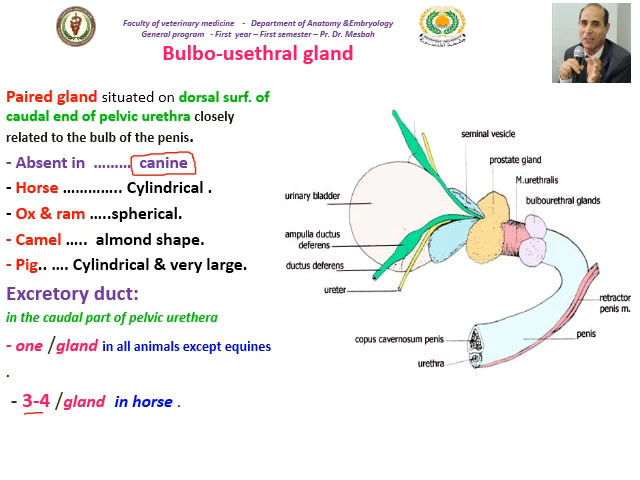 Faculty of veterinary medicine - Department of Anatomy &Embryology
General program - First year – First semester – Pr. Dr. Mesbah
Bulbo-usethral gland
Paired gland situated on dorsal surf. of
caudal end of pelvic urethra closely
related to the bulb of the penis.
- Absent in ……… canine
- Horse ………….. Cylindrical .
- Ox & ram …..spherical.
- Camel ….. almond shape.
- Pig.. …. Cylindrical & very large.
Excretory duct:
in the caudal part of pelvic urethera
- one /gland in all animals except equines
.
- 3-4 /gland in horse .
seminal vesicle
prostate gland
M.urethralis
bulbourethral glands
urinary bladder
ampulla ductus
deferens
ductus deferens
ureter
retractor
penis m.
penis
copus cavernosum penis
urethra